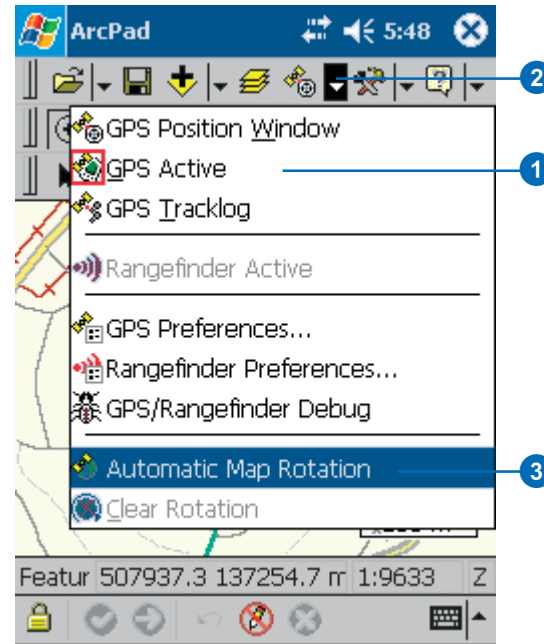 ArcPad 5:48
2
GPS Position Window
GPS Active
1
GPS Tracklog
Rangefinder Active
GPS Preferences...
Rangefinder Preferences...
GPS/Rangefinder Debug
Automatic Map Rotation
3
Clear Rotation
Featur 507937.3 137254.7 m 1:9633 Z